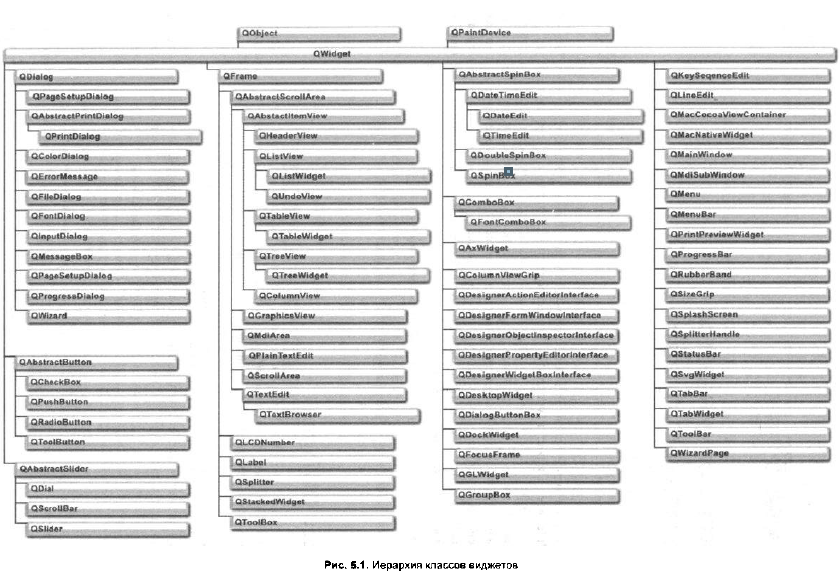 QObject
QPaintDevice
QWidget
QDialog
QPageSetupDialog
QAbstractPrintDialog
QPrintDialog
QColorDialog
QErrorMessage
QFileDialog
QFontDialog
QInputDialog
QMessageBox
QPageSetupDialog
QProgressDialog
QWizard
QAbstractButton
QCheckBox
QPushButton
QRadioButton
QToolButton
QAbstractSlider
QDial
QScrollBar
QSlider
QFrame
QAbstractScrollArea
QAbstactItemView
QHeaderView
QListView
QListWidget
QUndoView
QTableView
QTableWidget
QTreeView
QTreeWidget
QColumnView
QGraphicsView
QMdiArea
QPlainTextEdit
QScrollArea
QTextEdit
QTextBrowser
QLCDNumber
QLabel
QSplitter
QStackedWidget
QToolBox
QAbstractSpinBox
QDateTimeEdit
QDateEdit
QTimeEdit
QDoubleSpinBox
QSpinBox
QComboBox
QFontComboBox
QAxWidget
QColumnViewGrip
QDesignerActionEditorInterface
QDesignerFormWindowInterface
QDesignerObjectInspectorInterface
QDesignerPropertyEditorInterface
QDesignerWidgetBoxInterface
QDesktopWidget
QDialogButtonBox
QDockWidget
QFocusFrame
QGLWidget
QGroupBox
QKeySeqenceEdit
QLineEdit
QMacCocoaViewContainer
QMacNativeWidget
QMainWindow
QMdiSubWindow
QMenu
QMenuBar
QPrintPreviewWidget
QProgressBar
QRubberBand
QSizeGrip
QSplashScreen
QSplitterHandle
QStatusBar
QSvgWidget
QTabBar
QTabWidget
QToolBar
QWizardPage
Рис. 5.1. Иерархия классов виджетов